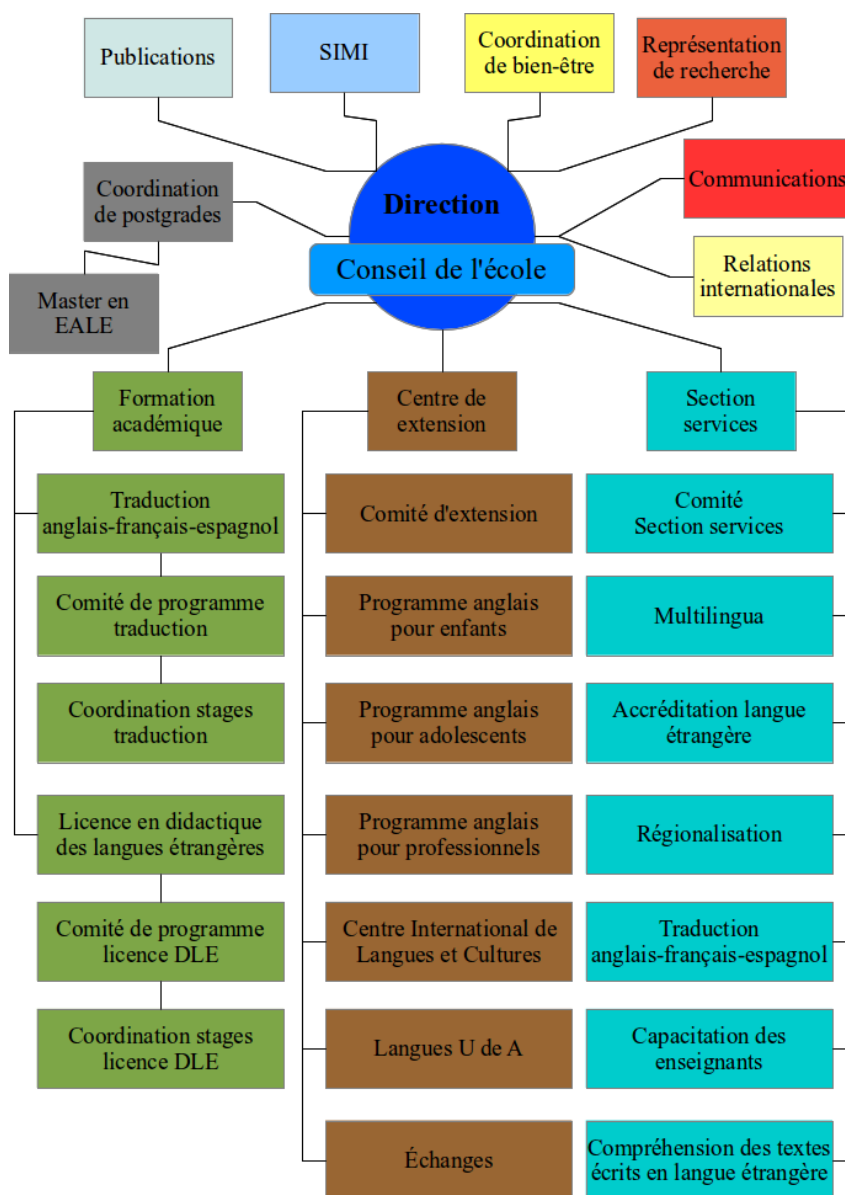 Publications
SIMI
Coordination
de bien-être
Représentation
de recherche
Coordination
de postgrades
Direction
Communications
Conseil de l'école
Master en
EALE
Relations
internationales
Formation
académique
Centre de
extension
Section
services
Traduction
anglais-français-espagnol
Comité de programme
traduction
Coordination stages
traduction
Licence en didactique
des langues étrangères
Comité de programme
licence DLE
Coordination stages
licence DLE
Comité d'extension
Programme anglais
pour enfants
Programme anglais
pour adolescents
Programme anglais
pour professionnels
Centre International de
Langues et Cultures
Langues U de A
Échanges
Comité
Section services
Multilingua
Accréditation langue
étrangère
Régionalisation
Traduction
anglais-français-espagnol
Capacitation des
enseignants
Compréhension des textes
écrits en langue étrangère